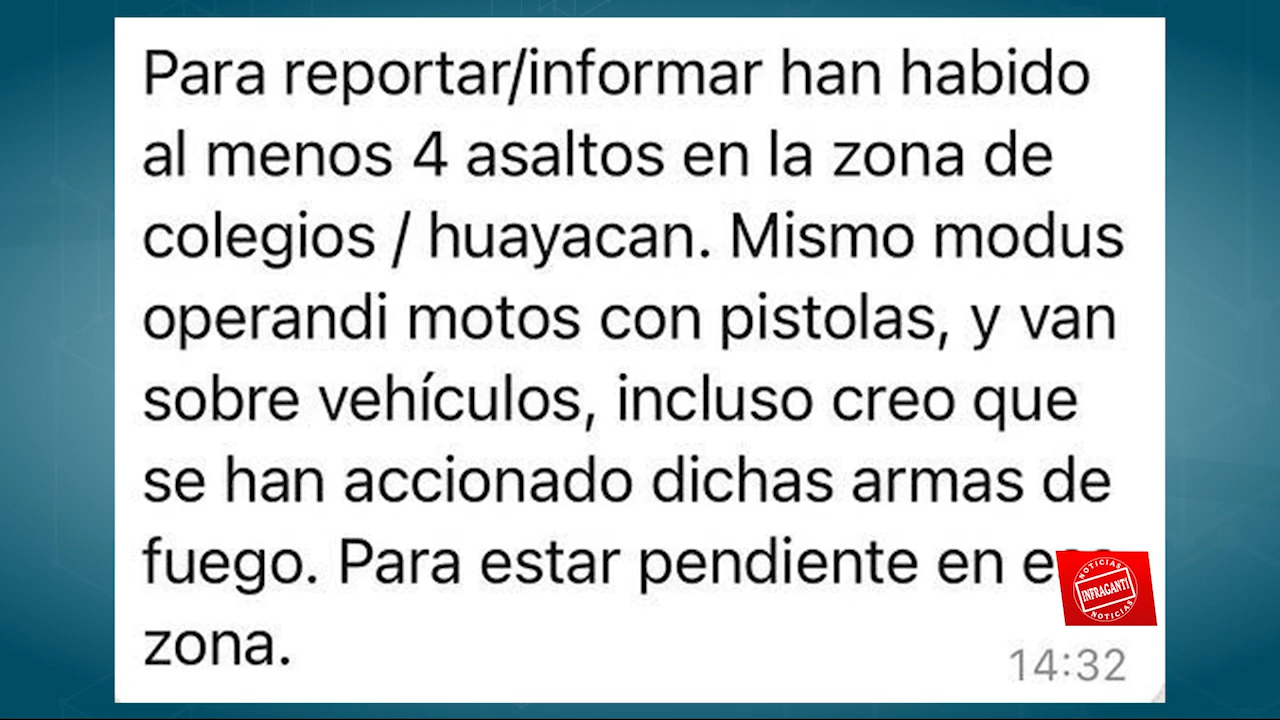 Para reportar/informar han habido
al menos 4 asaltos en la zona de
colegios / huayacan. Mismo modus
operandi motos con pistolas, y van
sobre vehículos, incluso creo que
se han accionado dichas armas de
fuego. Para estar pendiente en
zona.
14:32
NOTICIAS
INFRAGANTI
NOTICIAS